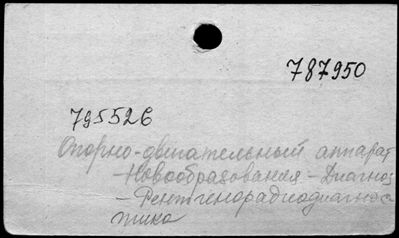 787950
795526
Опорно-двигательный аппарат
- Новообразования - Диагноз
- Рентгенорадиодиагнос
тика